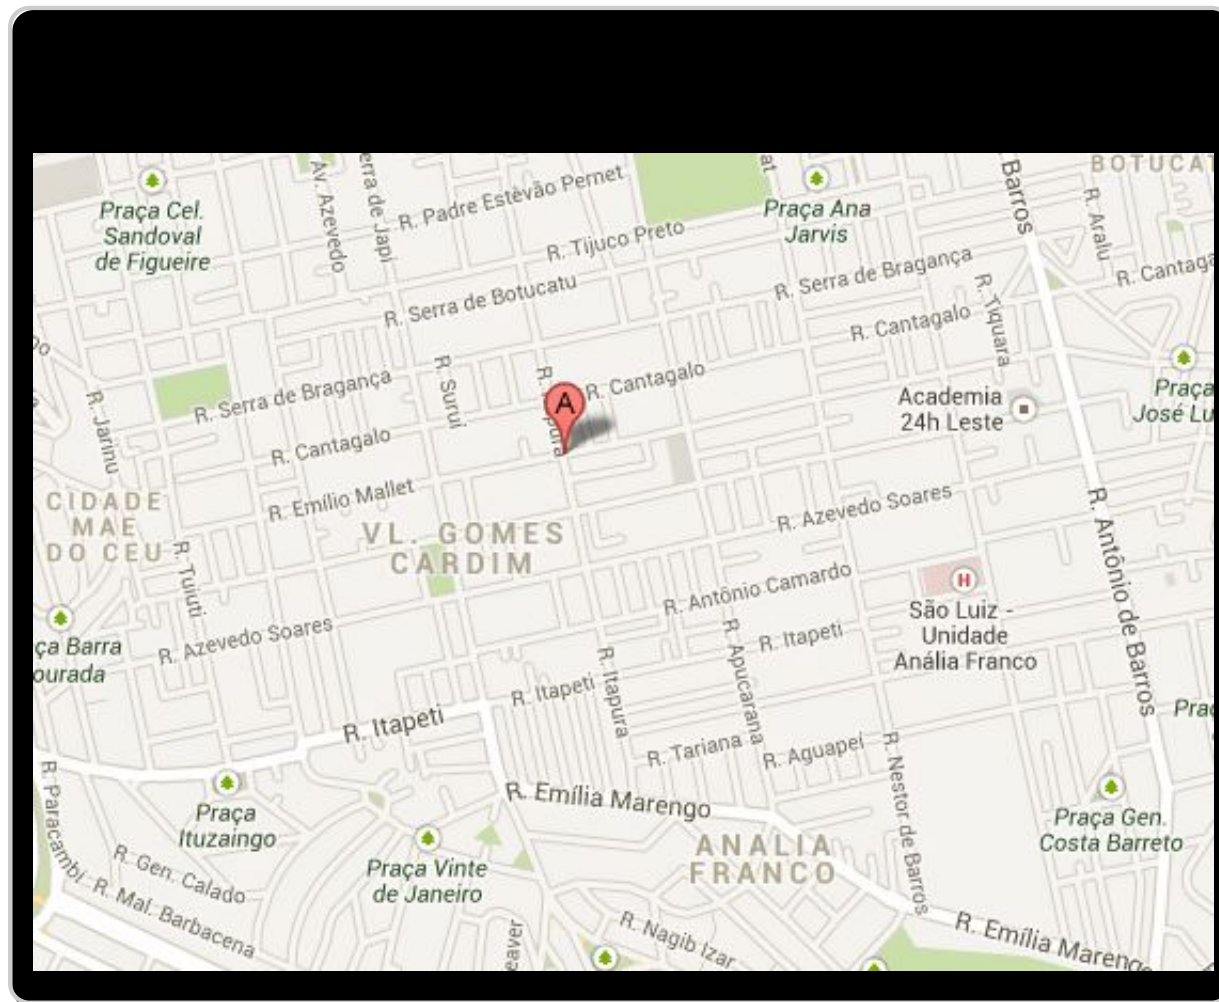 Barros
BOTUCAT
Av. Azevedo
erra de Japi
R. Padre Estêvão Pernet
at
Praça Cel.
Sandoval
de Figueire
Praça Ana
Jarvis
R. Aralu
R. Tijuco Preto
R. Serra de Bragança
R. Cantaga
R. Serra de Botucatu
R. Tiquara
R. Cantagalo
R. Serra de Bragança
R. Surui
R. Cantagalo
A
Academia
24h Leste
Praça
José Lu
R. Jarinu
R. Cantagalo
R. Emílio Mallet
CIDADE
MAE
DO CEU
VL. GOMES
CARDIM
R. Azevedo Soares
R. Antônio de Barros
R. Tuiuti
R. Antônio Camardo
H
São Luiz -
Unidade
Anália Franco
ça Barra
ourada
R. Azevedo Soares
R. Apucarana
R. Itapeti
R. Itapura
R. Itapeti
R. Itapeti
Praç
R. Tariana
R. Aguapeí
R. Nestor de Barros
R. Paracambi
R. Emília Marengo
Praça
Ituzaingo
ANALIA
FRANCO
Praça Gen.
Costa Barreto
R. Gen. Calado
Praça Vinte
de Janeiro
R. Mal. Barbacena
R. Nagib Izar
eaver
R. Emília Marengo